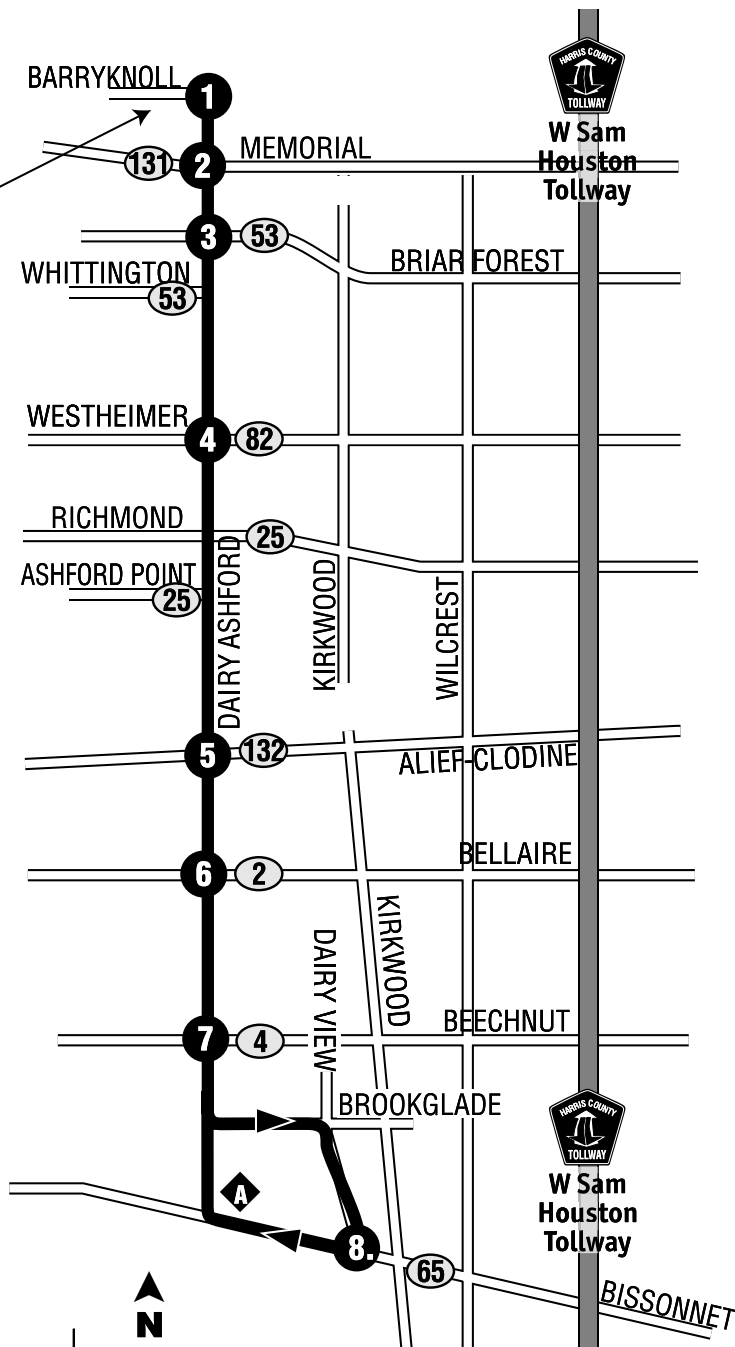 BARRYKNOLL
1
HARRIS COUNTY
TOLLWAY
W Sam
Houston
Tollway
131
2
MEMORIAL
3
53
BRIAR FOREST
WHITTINGTON
53
WESTHEIMER
4
82
RICHMOND
25
ASHFORD POINT
25
DAIRY ASHFORD
KIRKWOOD
WILCREST
5
132
ALIEF-CLODINE
6
2
BELLAIRE
KIRKWOOD
DAIRY VIEW
7
4
BEECHNUT
BROOKGLADE
HARRIS COUNTY
TOLLWAY
W Sam
Houston
Tollway
A
8.
65
BISSONNET
N